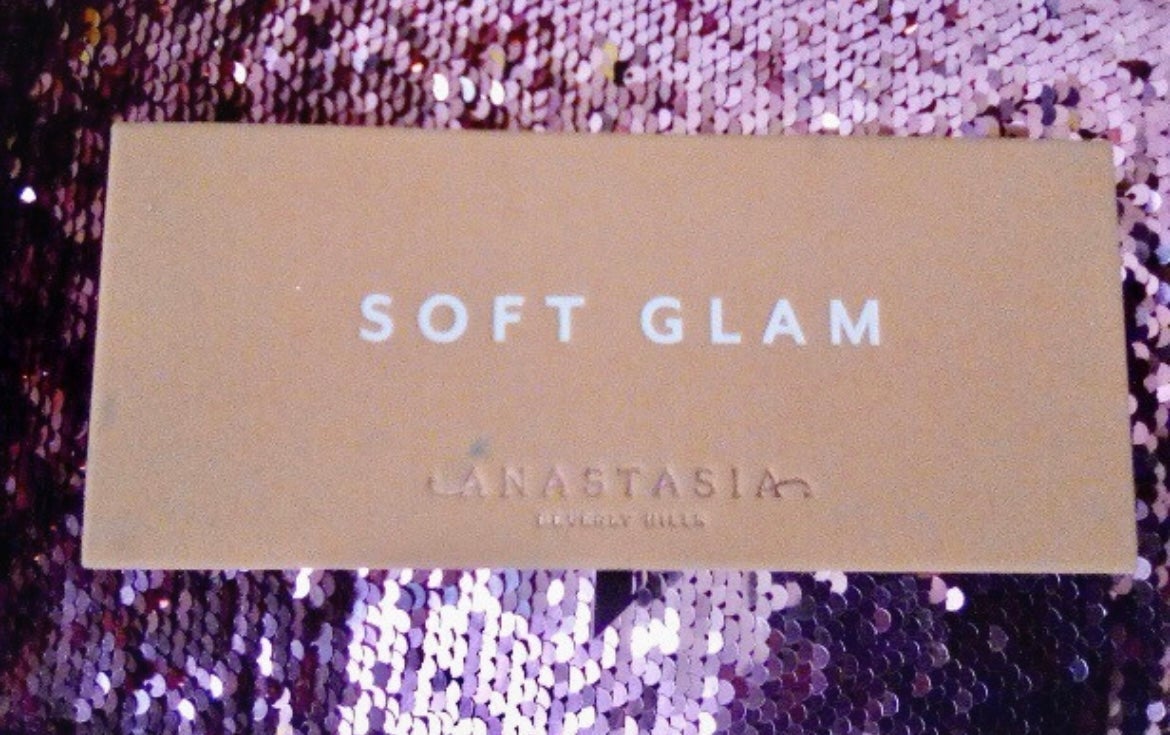 SOFT GLAM
ANASTASIA
BEVERLY HILLS